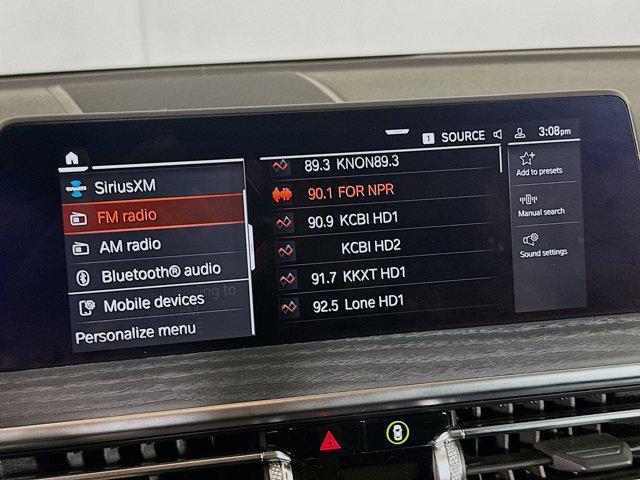 1 SOURCE 3:08pm
SiriusXM
FM radio
AM radio
Bluetooth® audio
Mobile devices
Personalize menu
89.3 KNON89.3
90.1 FOR NPR
90.9 KCBI HD1
KCBI HD2
91.7 KKXT HD1
92.5 Lone HD1
Add to presets
Manual search
Sound settings